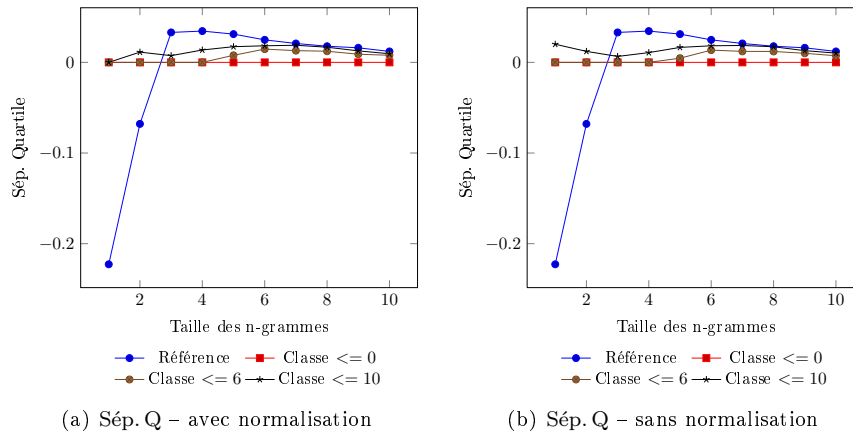 0
−0.1
−0.2
Sép. Quartile
2 4 6 8 10
Taille des n-grammes
Référence Classe <= 0
Classe <= 6 Classe <= 10
(a) Sép. Q – avec normalisation
0
−0.1
−0.2
Sép. Quartile
2 4 6 8 10
Taille des n-grammes
Référence Classe <= 0
Classe <= 6 Classe <= 10
(b) Sép. Q – sans normalisation